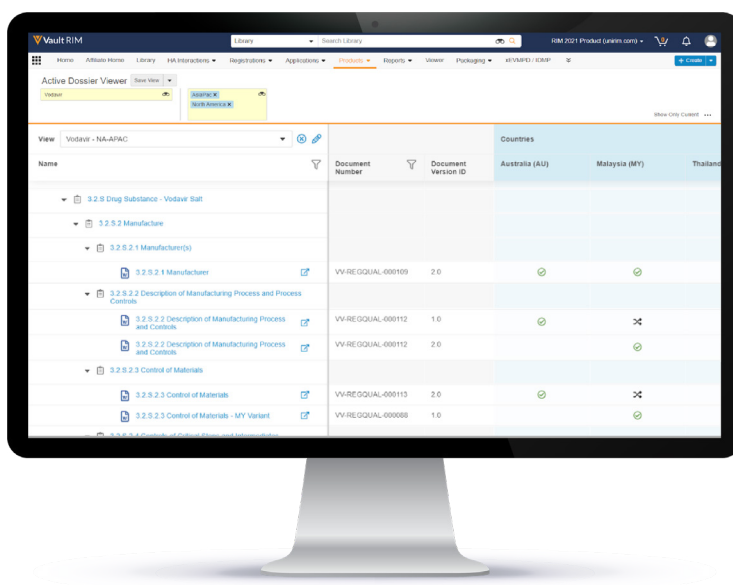 Vault RIM
Library
Search Library
RIM 2021 Product (unirim.com)
Home
Affiliate Home
Library
HA Interactions
Registrations
Applications
Products
Reports
Viewer
Packaging
xEVMPD / IDMP
+ Create
Active Dossier Viewer
Save View
Vodavir
AsiaPac X
North America X
Show Only Current
View
Vodavir - NA-APAC
Countries
Name
Document Number
Document Version ID
Australia (AU)
Malaysia (MY)
Thailand
3.2.S Drug Substance - Vodavir Salt
3.2.S.2 Manufacture
3.2.S.2.1 Manufacturer(s)
3.2.S.2.1 Manufacturer
VV-REGQUAL-000109
2.0
3.2.S.2.2 Description of Manufacturing Process and Process
Controls
3.2.S.2.2 Description of Manufacturing Process
and Controls
VV-REGQUAL-000112
1.0
3.2.S.2.2 Description of Manufacturing Process
and Controls
VV-REGQUAL-000112
2.0
3.2.S.2.3 Control of Materials
3.2.S.2.3 Control of Materials
VV-REGQUAL-000113
2.0
3.2.S.2.3 Control of Materials - MY Variant
VV-REGQUAL-000088
1.0